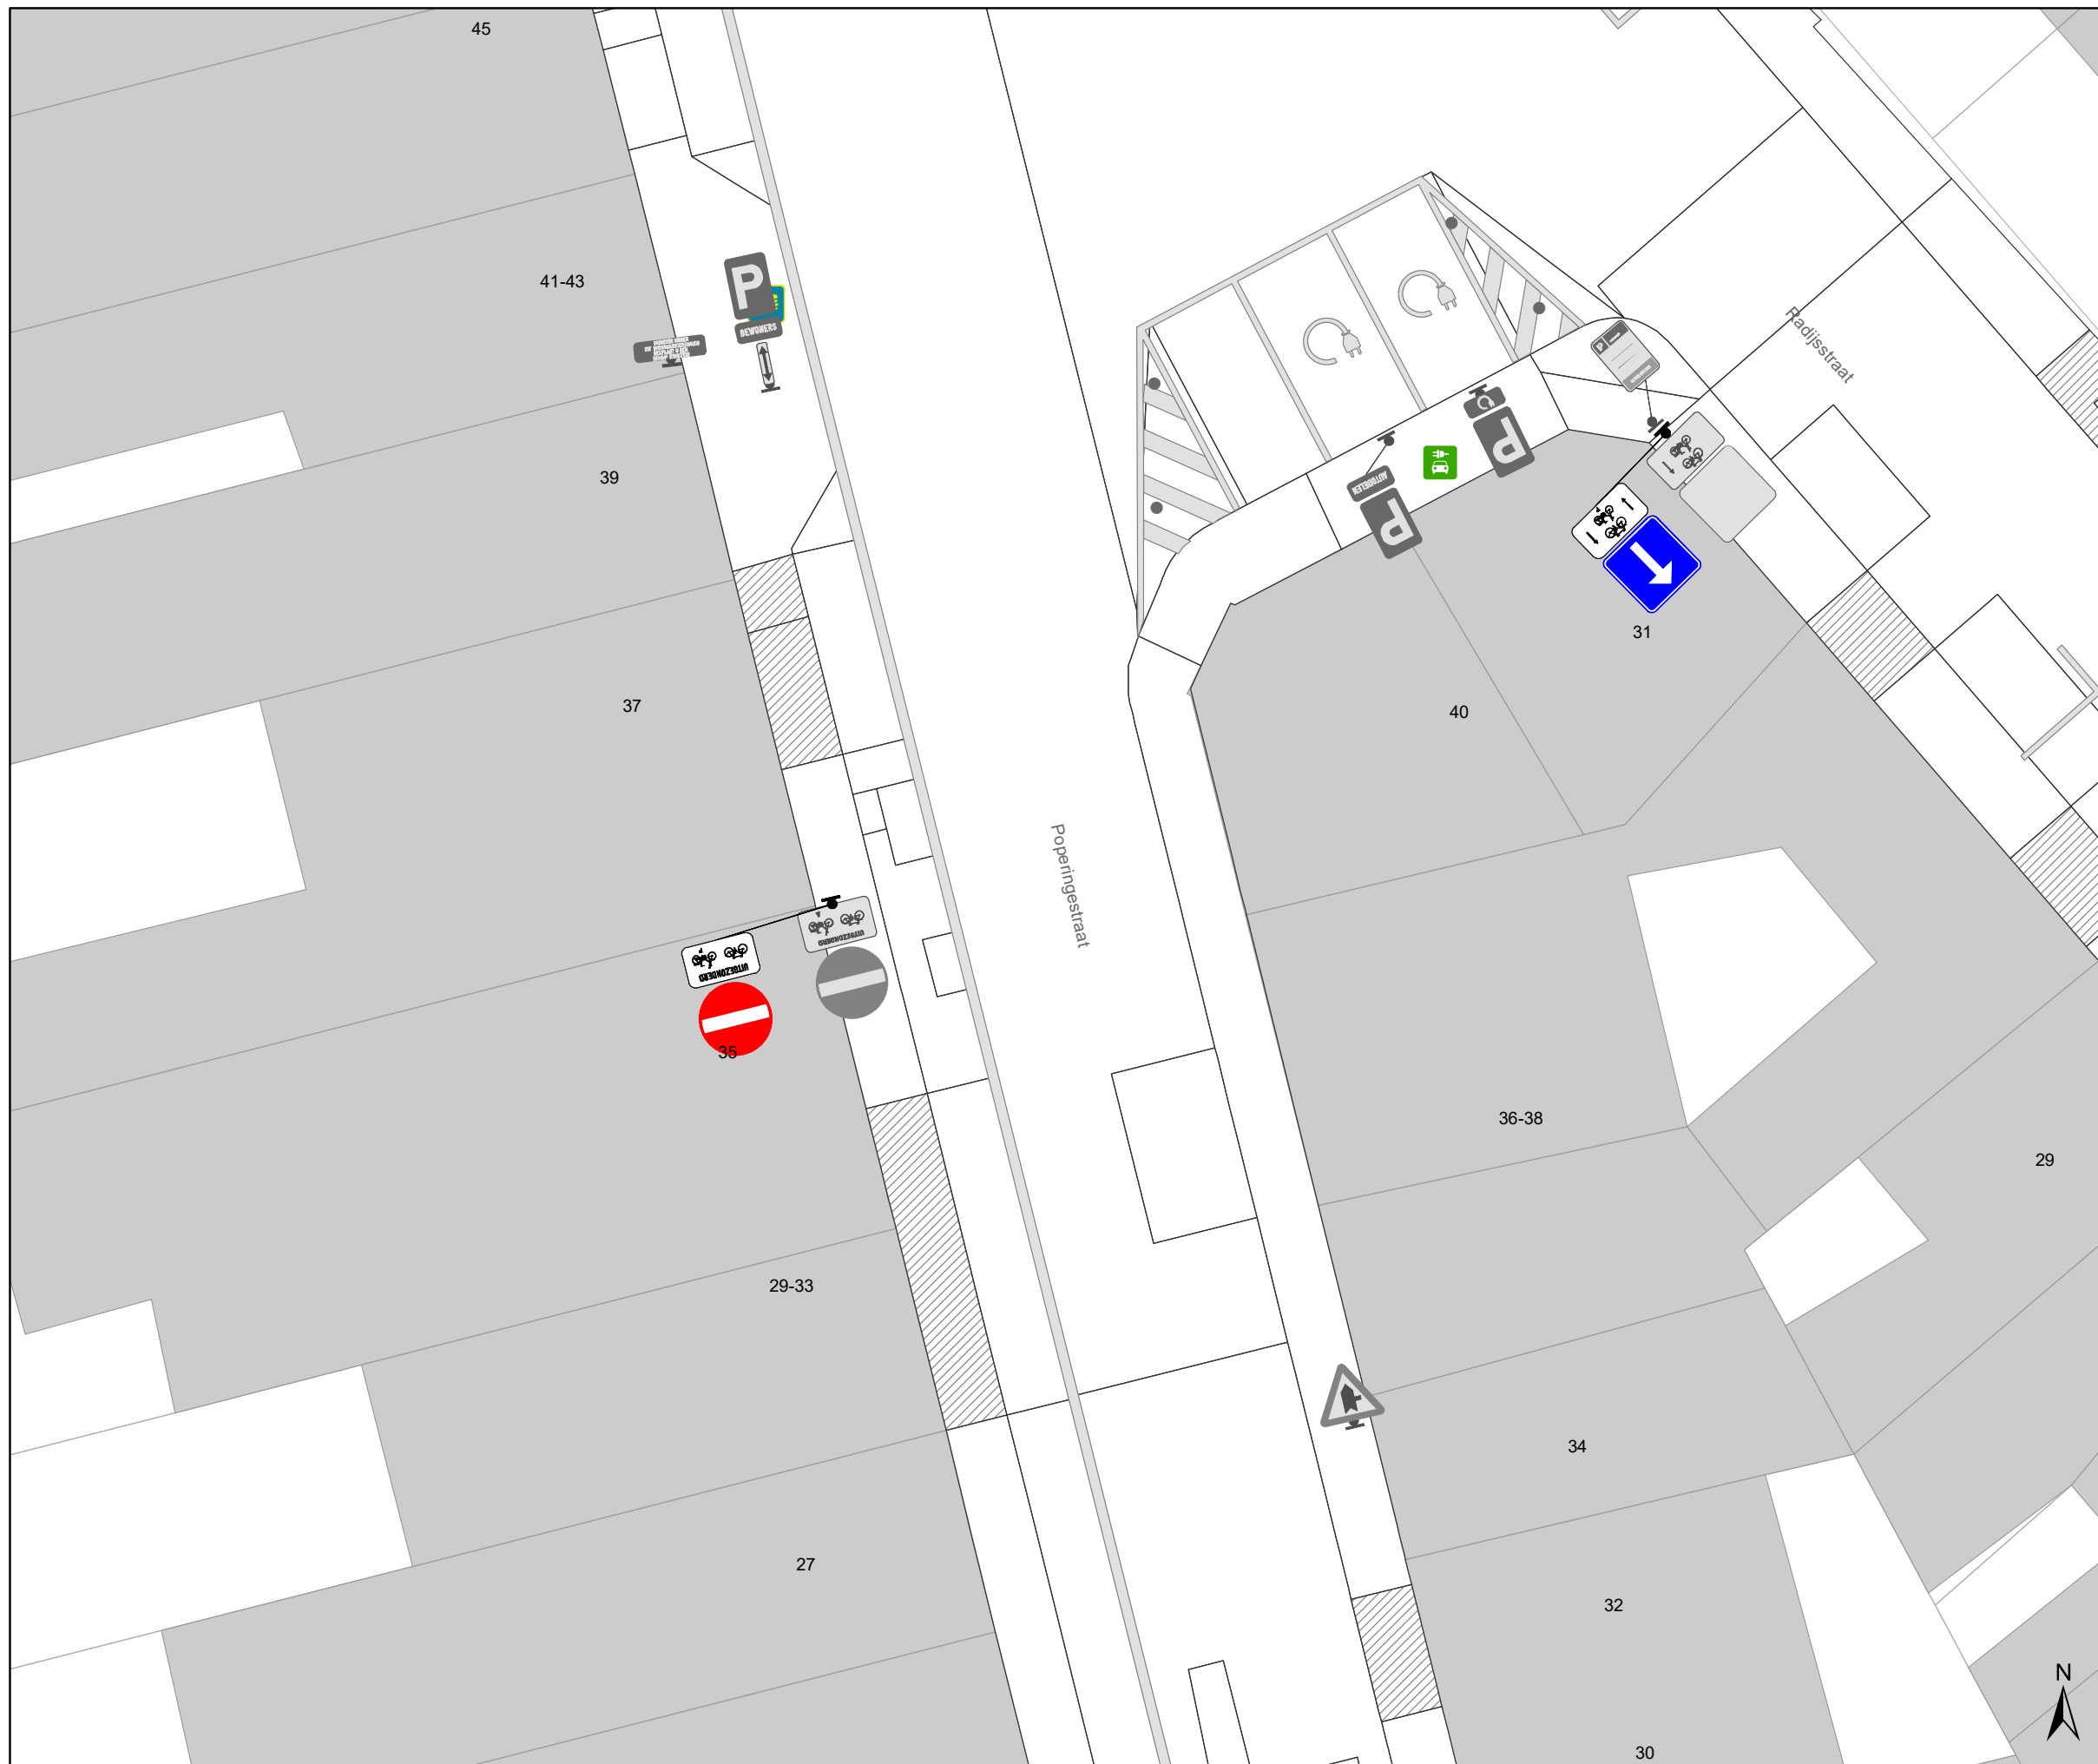 45
41-43
P
BEWONERS
39
Radijsstraat
P
AUTODELEN
P
31
37
40
Poperingestraat
UITGEZONDERD
UITGEZONDERD
35
36-38
29
29-33
34
27
32
N
30